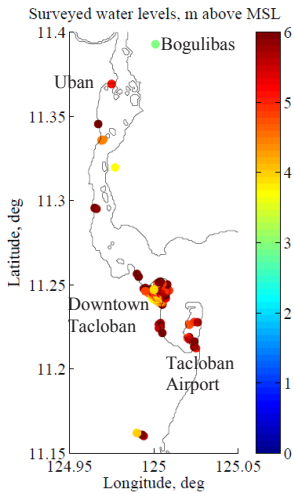 Surveyed water levels, m above MSL
11.4
6
Bogulibas
Uban
5
11.35
4
11.3
3
Latitude, deg
11.25
Downtown
Tacloban
2
11.2
Tacloban
Airport
1
11.15
0
124.95
125
125.05
Longitude, deg